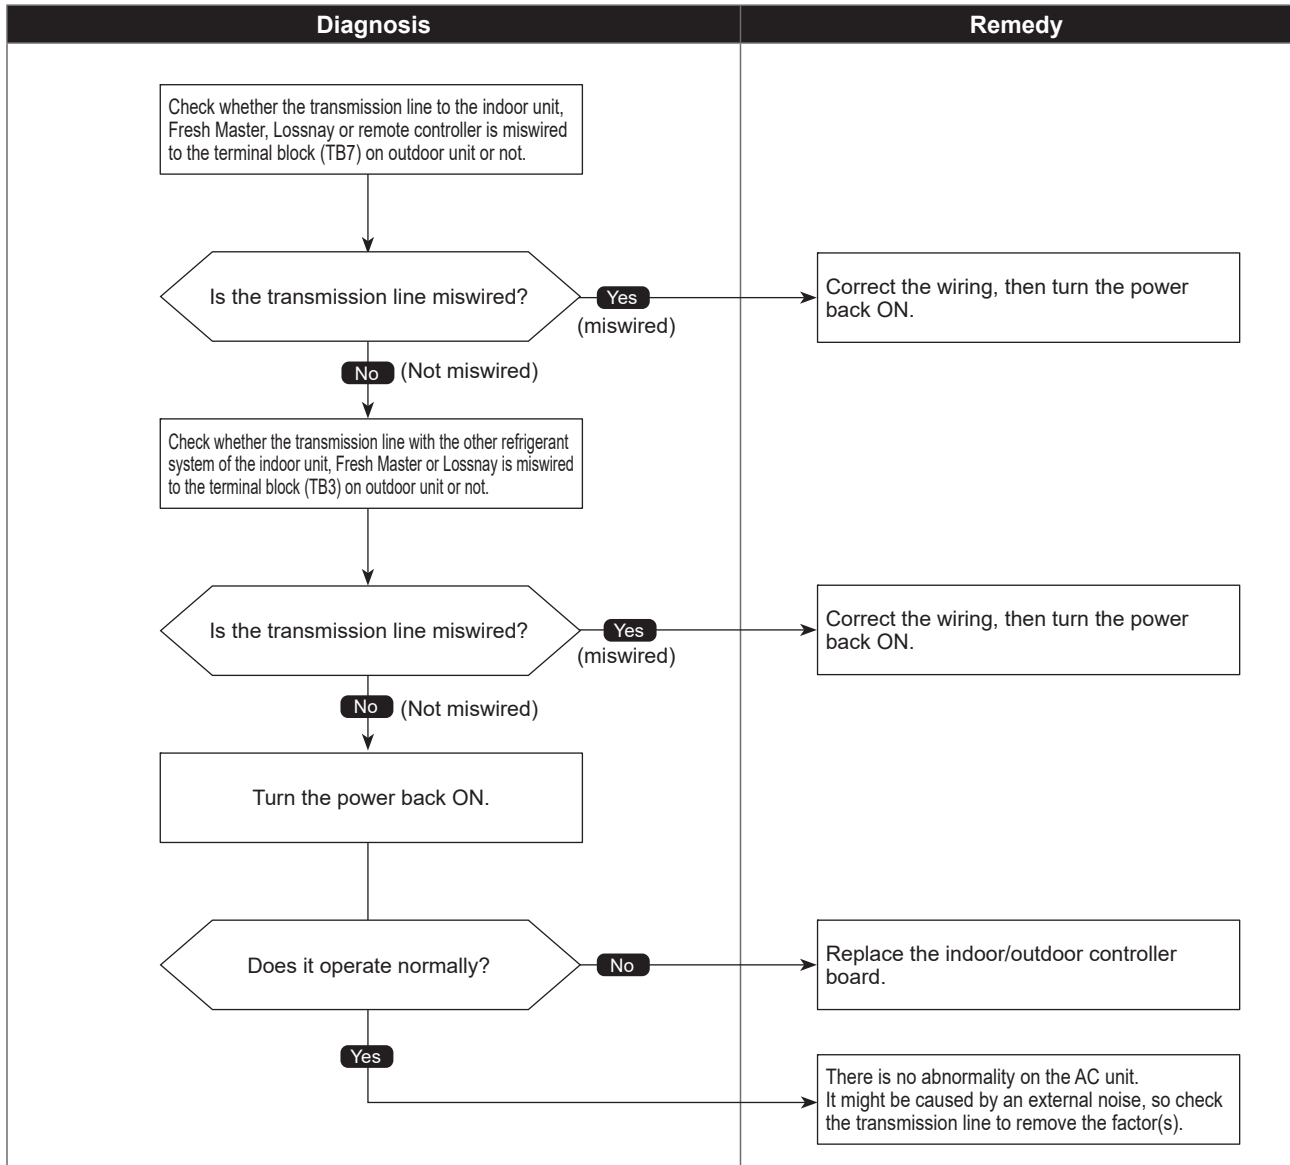 Diagnosis
Remedy
Check whether the transmission line to the indoor unit,
Fresh Master, Lossnay or remote controller is miswired
to the terminal block (TB7) on outdoor unit or not.
Is the transmission line miswired?
Yes
(miswired)
Correct the wiring, then turn the power
back ON.
No (Not miswired)
Check whether the transmission line with the other refrigerant
system of the indoor unit, Fresh Master or Lossnay is miswired
to the terminal block (TB3) on outdoor unit or not.
Is the transmission line miswired?
Yes
(miswired)
Correct the wiring, then turn the power
back ON.
No (Not miswired)
Turn the power back ON.
Does it operate normally?
No
Replace the indoor/outdoor controller
board.
Yes
There is no abnormality on the AC unit.
It might be caused by an external noise, so check
the transmission line to remove the factor(s).